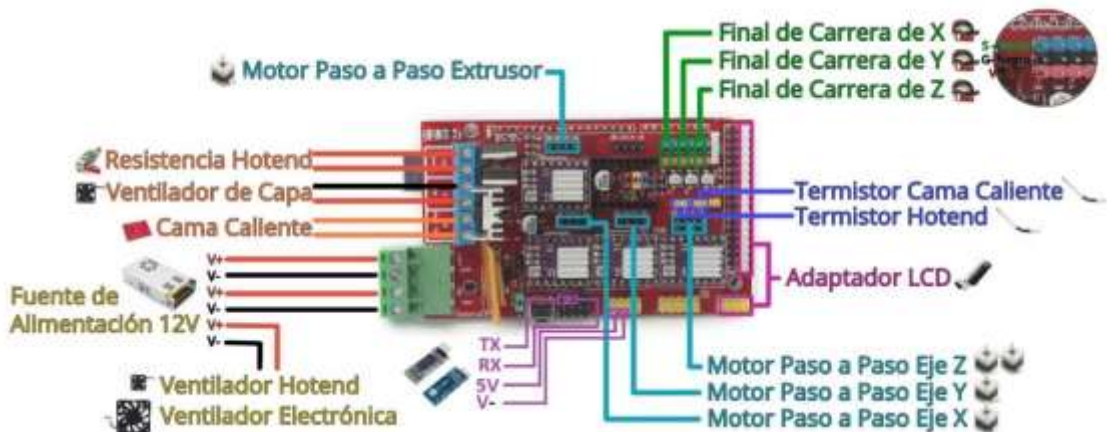 Final de Carrera de X
Final de Carrera de Y
Final de Carrera de Z
S
G
V
Motor Paso a Paso Extrusor
Resistencia Hotend
Ventilador de Capa
Cama Caliente
Termistor Cama Caliente
Termistor Hotend
Adaptador LCD
V+
V-
V+
V-
V+
V-
Fuente de
Alimentación 12V
Ventilador Hotend
Ventilador Electrónica
TX
RX
5V
V-
Motor Paso a Paso Eje Z
Motor Paso a Paso Eje Y
Motor Paso a Paso Eje X